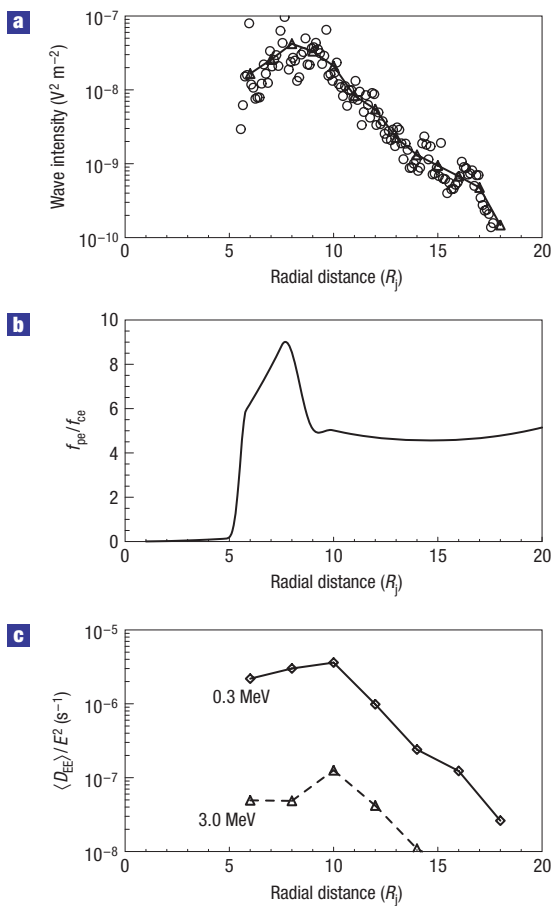 a
10⁻⁷
10⁻⁸
10⁻⁹
10⁻¹⁰
Wave intensity (V² m⁻²)
0 5 10 15 20
Radial distance (Rⱼ)
b
10
8
6
4
2
0
f_pe/f_ce
0 5 10 15 20
Radial distance (Rⱼ)
c
10⁻⁵
10⁻⁶
10⁻⁷
10⁻⁸
⟨D_EE⟩/E² (s⁻¹)
0.3 MeV
3.0 MeV
0 5 10 15 20
Radial distance (Rⱼ)